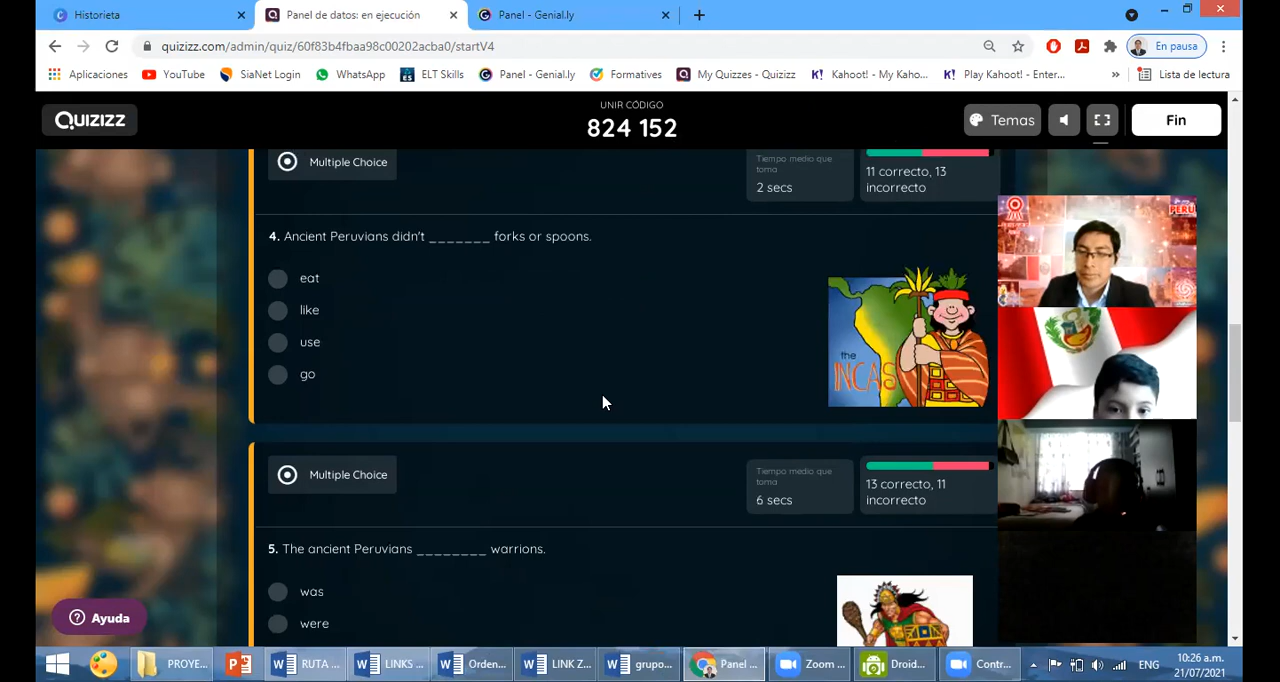 Historieta
Panel de datos: en ejecución
Panel - Genial.ly
quizizz.com/admin/quiz/60f83b4fbaa98c00202acba0/startV4
En pausa
Aplicaciones
YouTube
SiaNet Login
WhatsApp
ELT Skills
Panel - Genial.ly
Formatives
My Quizzes - Quizizz
Kahoot! - My Kaho...
Play Kahoot! - Enter...
Lista de lectura
QUIZIZZ
UNIR CÓDIGO
824 152
Temas
Fin
Multiple Choice
Tiempo medio que
toma
2 secs
11 correcto, 13
incorrecto
4. Ancient Peruvians didn't _______ forks or spoons.
eat
like
use
go
the
INCAS
PERÚ
Multiple Choice
Tiempo medio que
toma
6 secs
13 correcto, 11
incorrecto
5. The ancient Peruvians ________ warrions.
was
were
Ayuda
PROYE...
RUTA ...
LINKS ...
Orden...
LINK Z...
grupo...
Panel ...
Zoom ...
Droid...
Contr...
ENG
10:26 a.m.
21/07/2021